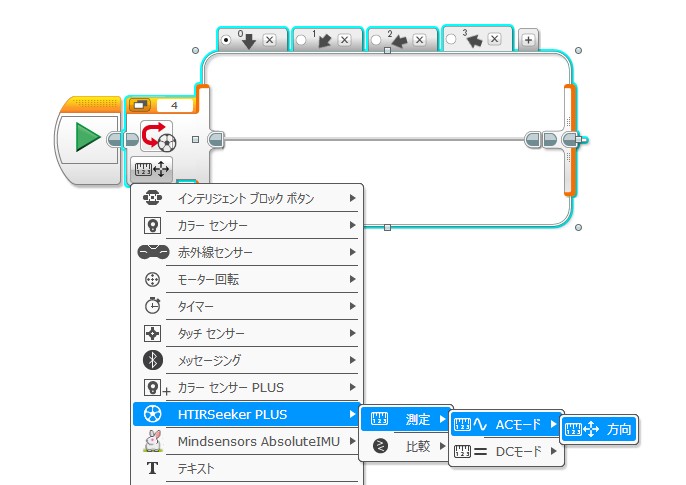 0
1
2
3
4
インテリジェント ブロック ボタン
カラー センサー
赤外線センサー
モーター回転
タイマー
タッチ センサー
メッセージング
カラー センサー PLUS
HTIRSeeker PLUS
測定
ACモード
方向
Mindsensors AbsoluteIMU
比較
DCモード
テキスト